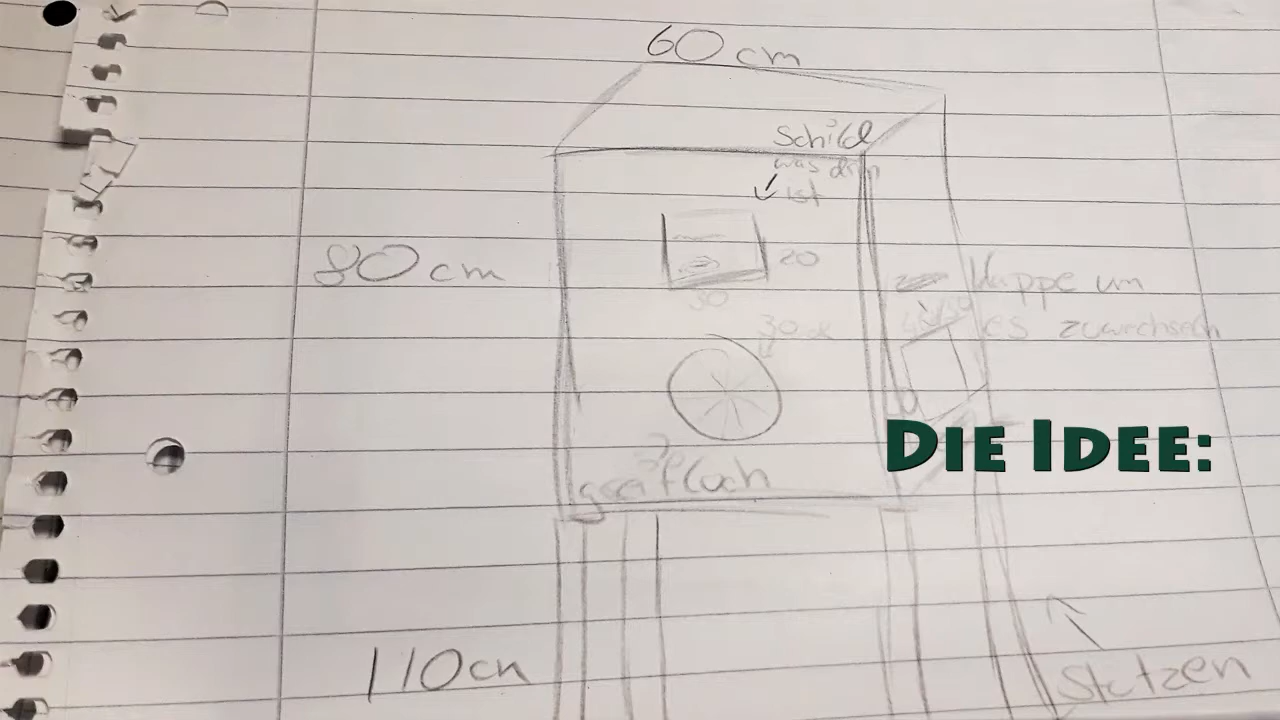 60 cm
Schild
was drin
ist
80 cm
20
30
30
Klappe um
es zuwechseln
Die Idee:
greifloch
110cm
Stützen